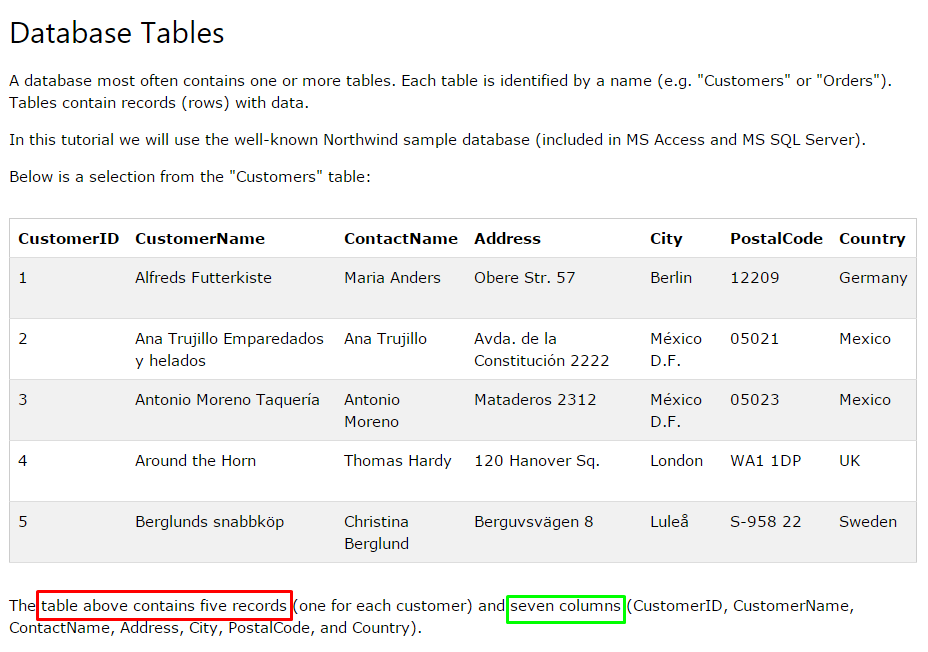 Database Tables
A database most often contains one or more tables. Each table is identified by a name (e.g. "Customers" or "Orders").
Tables contain records (rows) with data.
In this tutorial we will use the well-known Northwind sample database (included in MS Access and MS SQL Server).
Below is a selection from the "Customers" table:
CustomerID CustomerName ContactName Address City PostalCode Country
1 Alfreds Futterkiste Maria Anders Obere Str. 57 Berlin 12209 Germany
2 Ana Trujillo Emparedados Ana Trujillo Avda. de la México 05021 Mexico
y helados Constitución 2222 D.F.
3 Antonio Moreno Taquería Antonio Mataderos 2312 México 05023 Mexico
Moreno D.F.
4 Around the Horn Thomas Hardy 120 Hanover Sq. London WA1 1DP UK
5 Berglunds snabbköp Christina Berguvsvägen 8 Luleå S-958 22 Sweden
Berglund
The table above contains five records (one for each customer) and seven columns (CustomerID, CustomerName,
ContactName, Address, City, PostalCode, and Country).